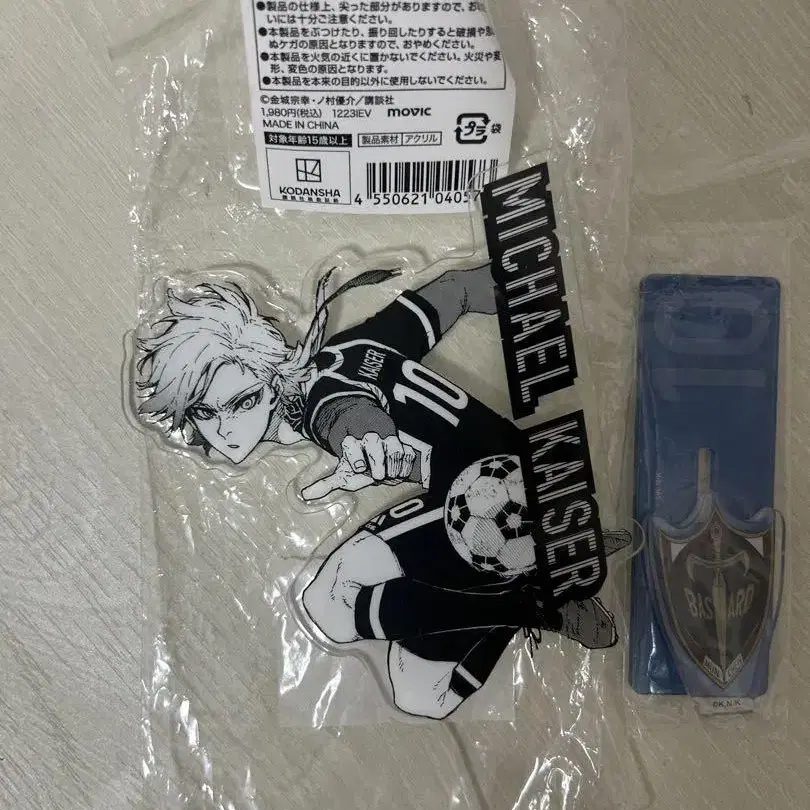 ●製品の仕様上、尖った部分がありますので、お
いには十分ご注意ください。
●本製品をぶつけたり、振り回したりすると破損や
ぬケガの原因となりますので、おやめください。
●本製品を火気の近くに置かないでください。火災や変
形、変色の原因となります。
●本製品を本来の目的以外に使用しないでください。
©金城宗幸・ノ村優介/講談社
1,980円(税込) 1223IEV movic
MADE IN CHINA
対象年齢15歳以上 製品素材 アクリル
プラ 袋
KODANSHA
4 550621 0405
MICHAEL KAISER
KAISER
10
0
10
BASTARD
©K,N/K